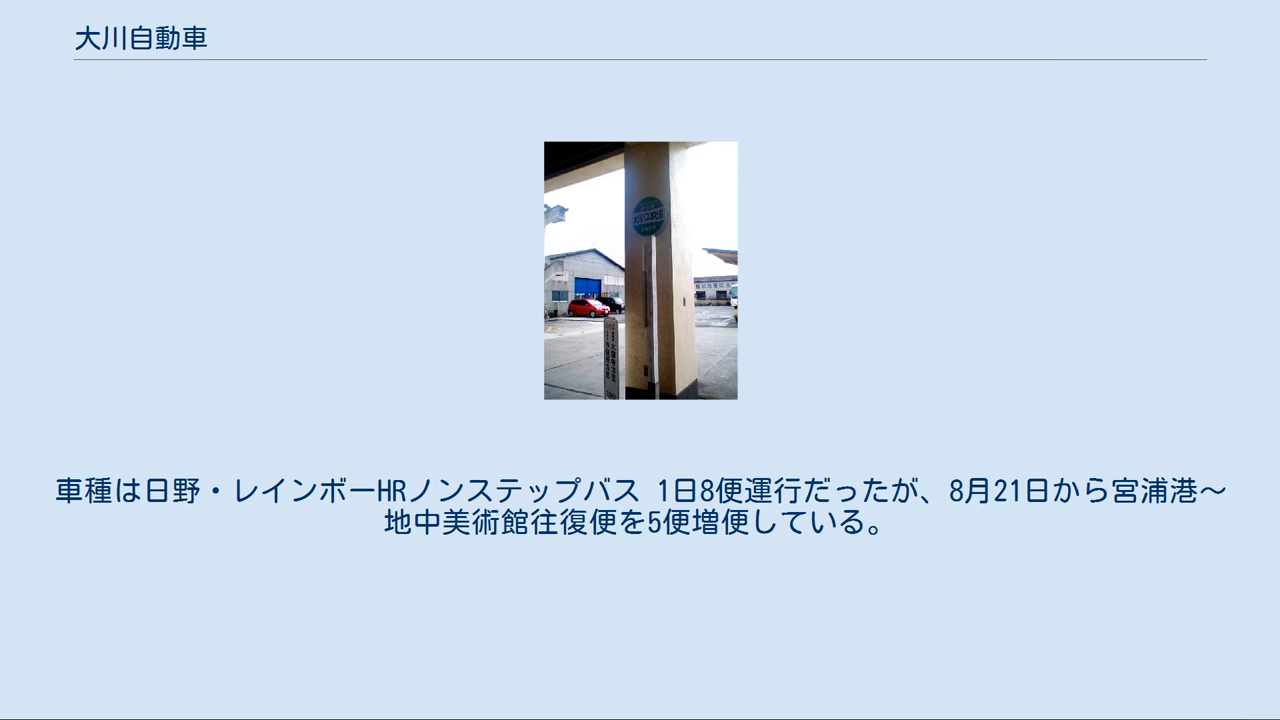 大川自動車
車種は日野・レインボーHRノンステップバス 1日8便運行だったが、8月21日から宮浦港〜
地中美術館往復便を5便増便している。